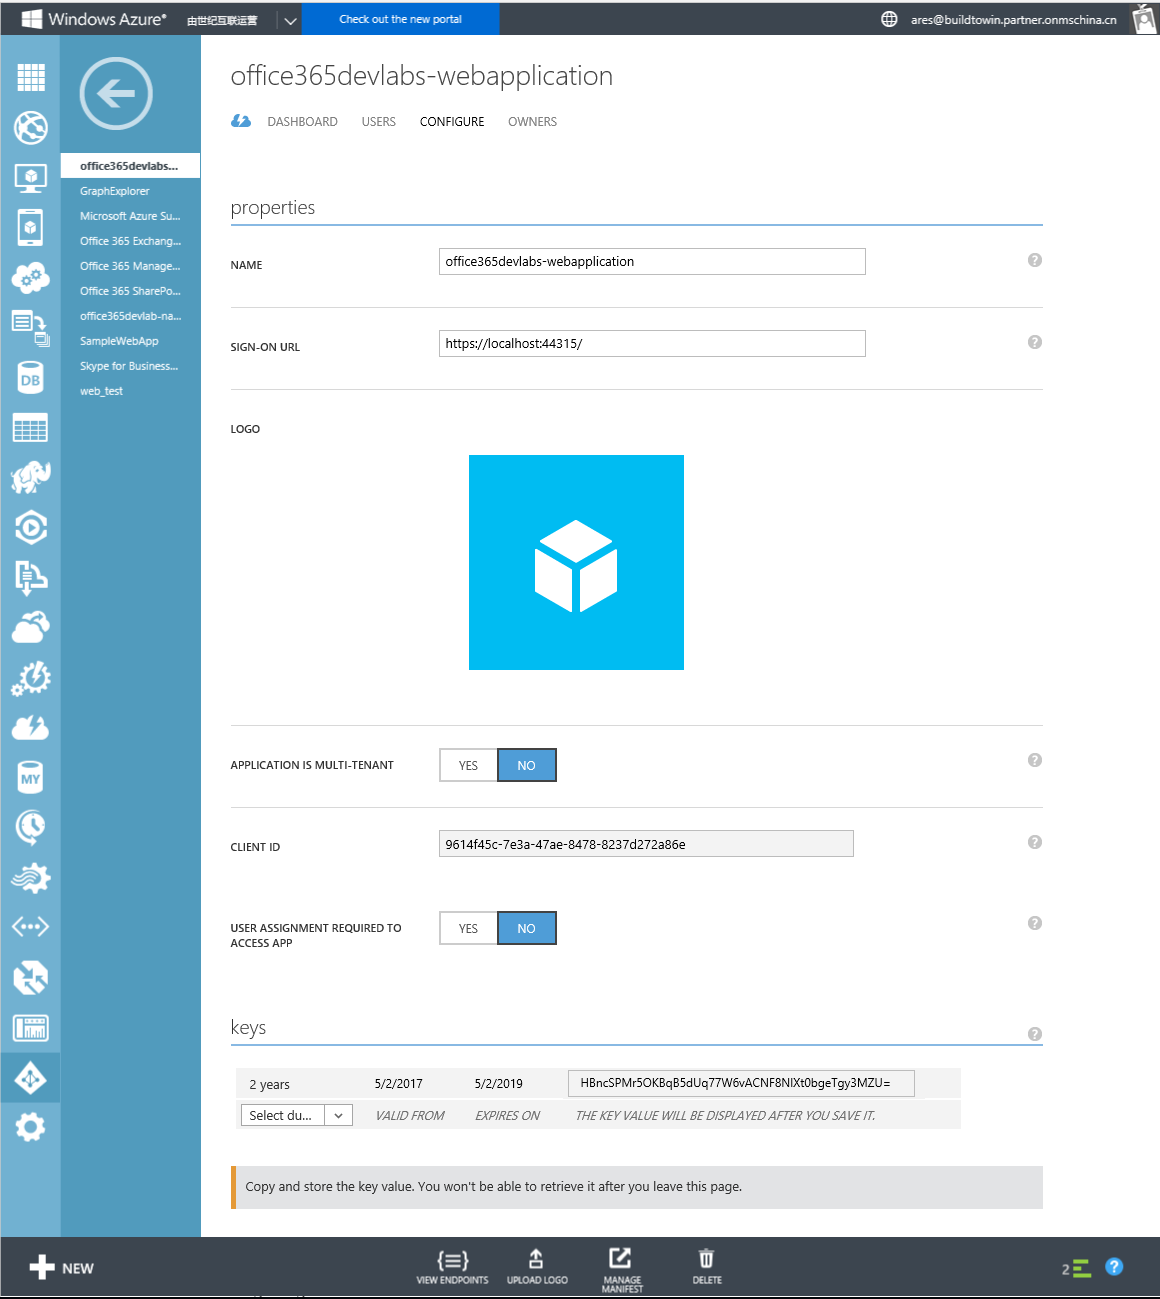 Windows Azure® 由世纪互联运营 Check out the new portal ares@buildtowin.partner.onmschina.cn
office365devlabs-webapplication
DASHBOARD USERS CONFIGURE OWNERS
office365devlabs...
GraphExplorer
Microsoft Azure Su...
Office 365 Exchang...
Office 365 Manage...
Office 365 SharePo...
office365devlab-na...
SampleWebApp
Skype for Business...
web_test
DB
MY
properties
NAME office365devlabs-webapplication
SIGN-ON URL https://localhost:44315/
LOGO
APPLICATION IS MULTI-TENANT YES NO
CLIENT ID 9614f45c-7e3a-47ae-8478-8237d272a86e
USER ASSIGNMENT REQUIRED TO
ACCESS APP YES NO
keys
2 years 5/2/2017 5/2/2019 HBncSPMr5OKBqB5dUq77W6vACNF8NIXt0bgeTgy3MZU=
Select du... VALID FROM EXPIRES ON THE KEY VALUE WILL BE DISPLAYED AFTER YOU SAVE IT.
Copy and store the key value. You won't be able to retrieve it after you leave this page.
NEW VIEW ENDPOINTS UPLOAD LOGO MANAGE MANIFEST DELETE 2